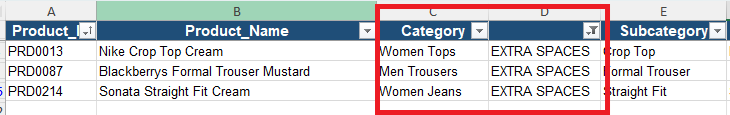 A B C D E
Product_ Product_Name Category Subcategory
PRD0013 Nike Crop Top Cream Women Tops EXTRA SPACES Crop Top
PRD0087 Blackberrys Formal Trouser Mustard Men Trousers EXTRA SPACES Formal Trouser
PRD0214 Sonata Straight Fit Cream Women Jeans EXTRA SPACES Straight Fit